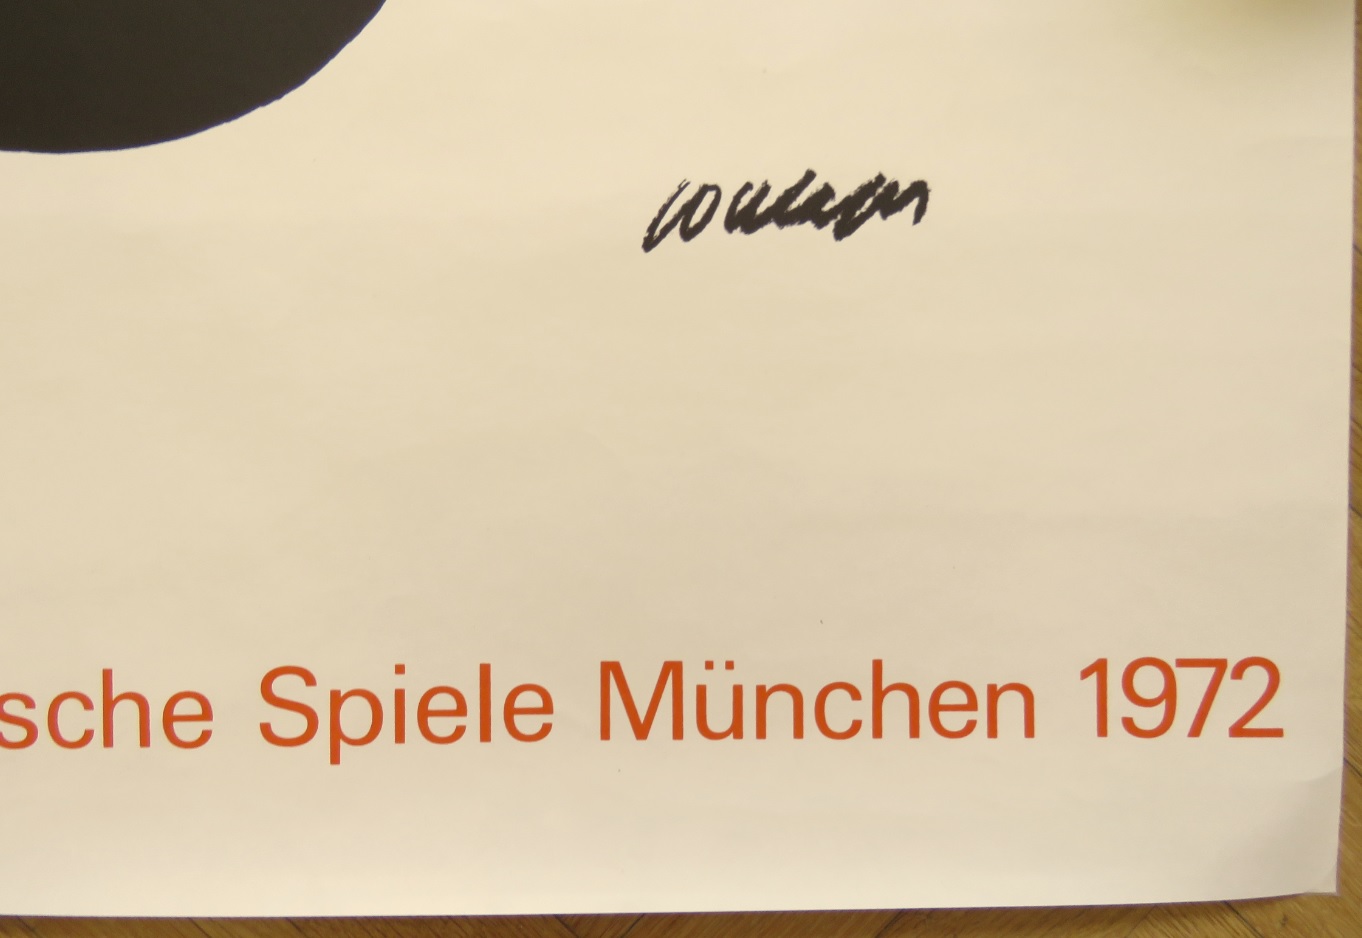 sche Spiele München 1972